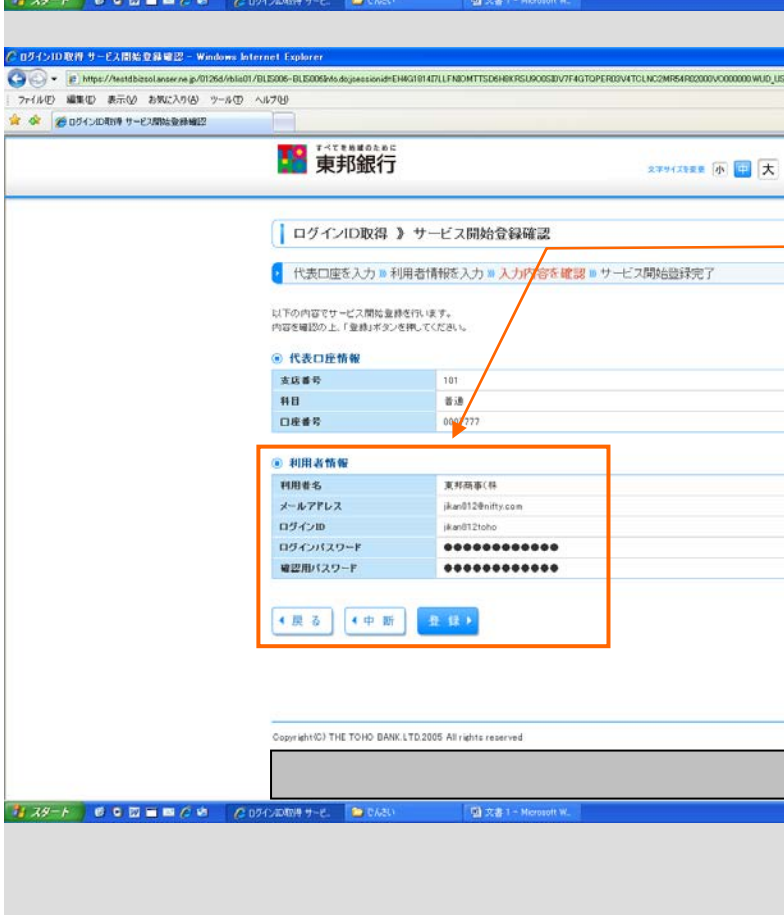 ログインID取得 サービス開始登録確認 - Windows Internet Explorer
ファイル(F) 編集(E) 表示(V) お気に入り(A) ツール(T) ヘルプ(H)
ログインID取得 サービス開始登録確認
すべてを地域のために
東邦銀行
文字サイズを変更 小 中 大
ログインID取得 》 サービス開始登録確認
代表口座を入力 » 利用者情報を入力 » 入力内容を確認 » サービス開始登録完了
以下の内容でサービス開始登録を行います。
内容を確認の上、「登録」ボタンを押してください。
代表口座情報
支店番号 101
科目 普通
口座番号
利用者情報
利用者名 東邦商事(株
メールアドレス jikan012@nifty.com
ログインID jikan012toho
ログインパスワード ●●●●●●●●●●●●
確認用パスワード ●●●●●●●●●●●●
戻る 中断 登録
Copyright(C) THE TOHO BANK.LTD.2005 All rights reserved
スタート ログインID取得 サービ... でんさい 文書 1 - Microsoft W...